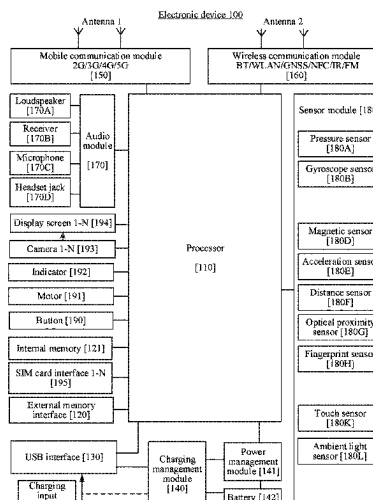 Electronic device 100
Antenna 1
Antenna 2
Mobile communication module
2G/3G/4G/5G
[150]
Wireless communication module
BT/WLAN/GNSS/NFC/IR/FM
[160]
Loudspeaker
[170A]
Receiver
[170B]
Microphone
[170C]
Headset jack
[170D]
Audio
module
[170]
Display screen 1-N [194]
Camera 1-N [193]
Indicator [192]
Motor [191]
Button [190]
Internal memory [121]
SIM card interface 1-N
[195]
External memory
interface [120]
Processor
[110]
Sensor module [18
Pressure sensor
[180A]
Gyroscope senso
[180B]
Magnetic sensor
[180D]
Acceleration senso
[180E]
Distance sensor
[180F]
Optical proximity
sensor [180G]
Fingerprint senso
[180H]
Touch sensor
[180K]
Ambient light
sensor [180L]
USB interface [130]
Charging
input
Charging
management
module
[140]
Power
management
module [141]
Battery [142]